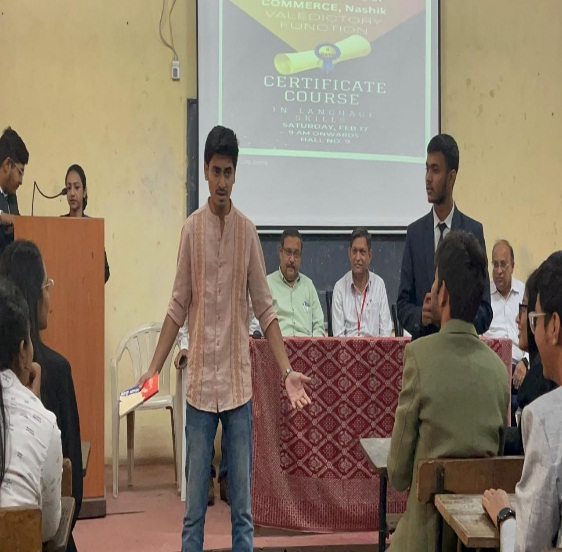 COMMERCE, Nashik
VALEDICTORY
FUNCTION
CERTIFICATE
COURSE
IN LANGUAGE
SKILLS
SATURDAY, FEB 17
9 AM ONWARDS
HALL NO. 3